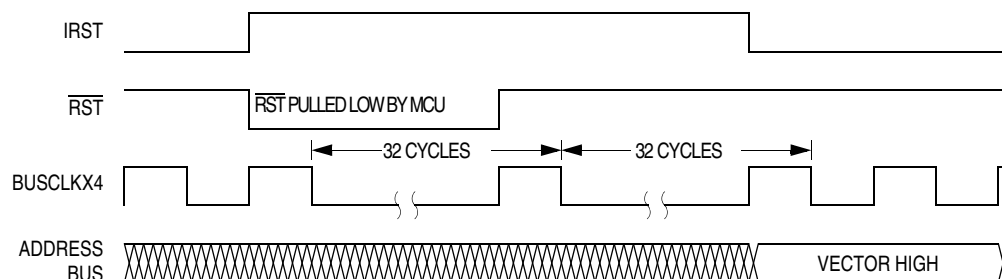 IRST
RST
RST PULLED LOW BY MCU
32 CYCLES
32 CYCLES
BUSCLKX4
ADDRESS
BUS
VECTOR HIGH